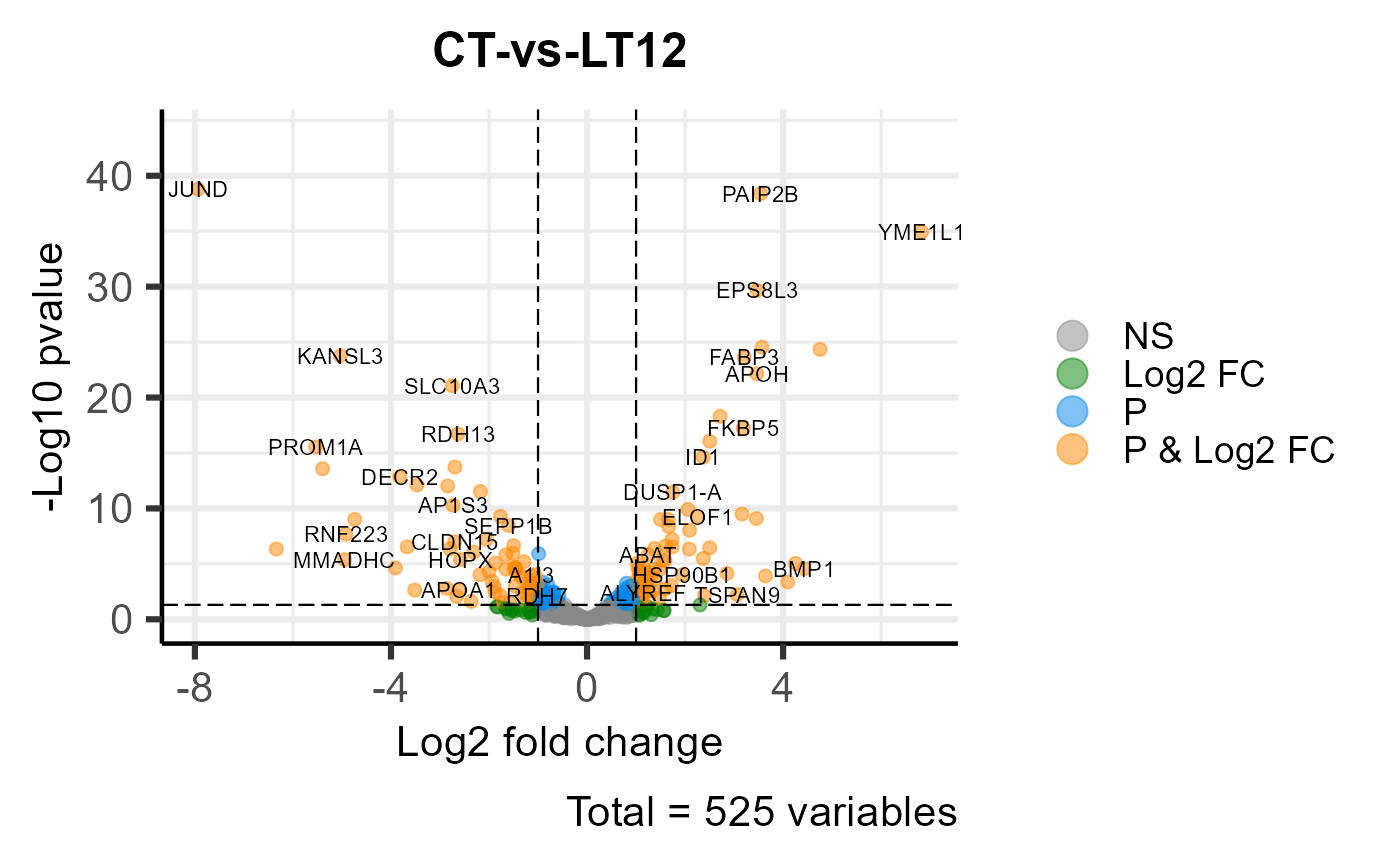 CT-vs-LT12
-Log10 pvalue
40
30
20
10
0
JUND
PAIP2B
YME1L1
EPS8L3
KANSL3
FABP3
APOH
SLC10A3
RDH13
FKBP5
PROM1A
ID1
DECR2
DUSP1-A
AP1S3
ELOF1
SEPP1B
RNF223
CLDN15
ABAT
MMADHC
HOPX
BMP1
A1I3
HSP90B1
APOA1
RDH7
ALYREF
TSPAN9
-8
-4
0
4
Log2 fold change
Total = 525 variables
NS
Log2 FC
P
P & Log2 FC